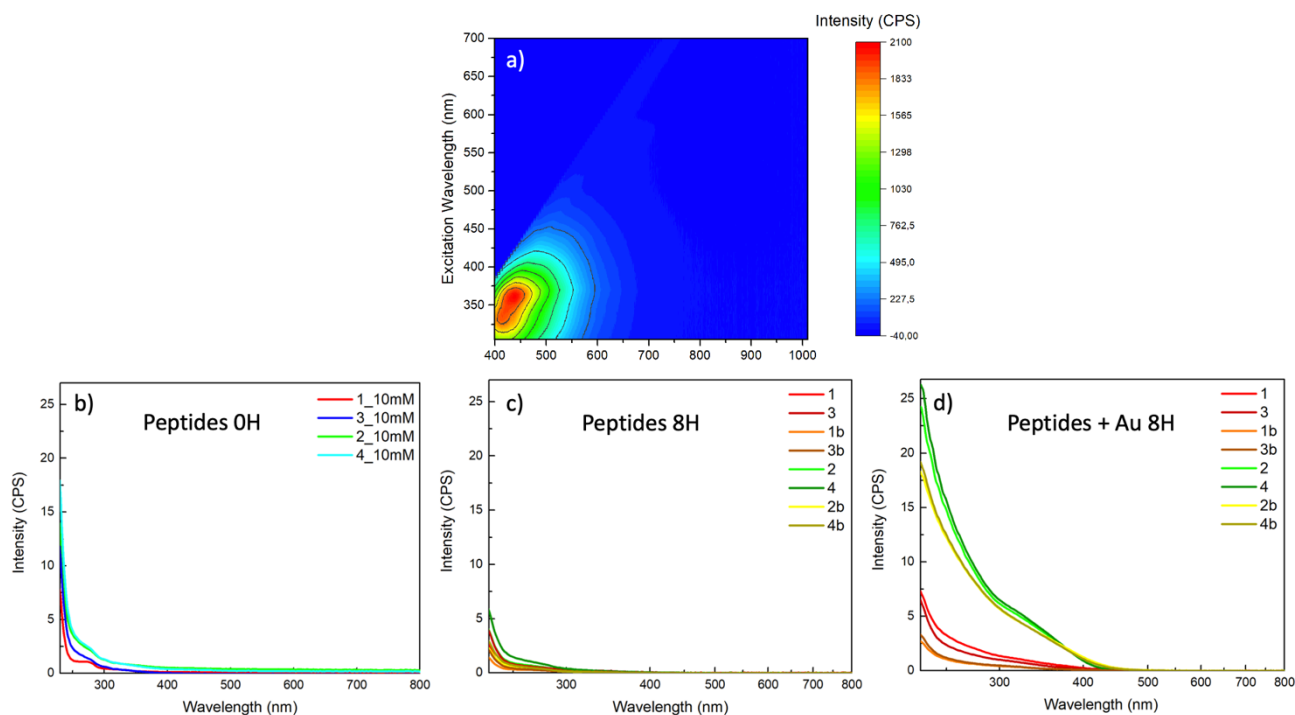 Intensity (CPS)
a)
700
650
600
550
500
450
400
350
Excitation Wavelength (nm)
400 500 600 700 800 900 1000
2100
1833
1565
1298
1030
762,5
495,0
227,5
-40,00
b)
Peptides 0H
1_10mM
3_10mM
2_10mM
4_10mM
25
20
15
10
5
0
Intensity (CPS)
300 400 500 600 700 800
Wavelength (nm)
c)
Peptides 8H
1
3
1b
3b
2
4
2b
4b
25
20
15
10
5
0
Intensity (CPS)
300 400 500 600 700 800
Wavelength (nm)
d)
Peptides + Au 8H
1
3
1b
3b
2
4
2b
4b
25
20
15
10
5
0
Intensity (CPS)
300 400 500 600 700 800
Wavelength (nm)